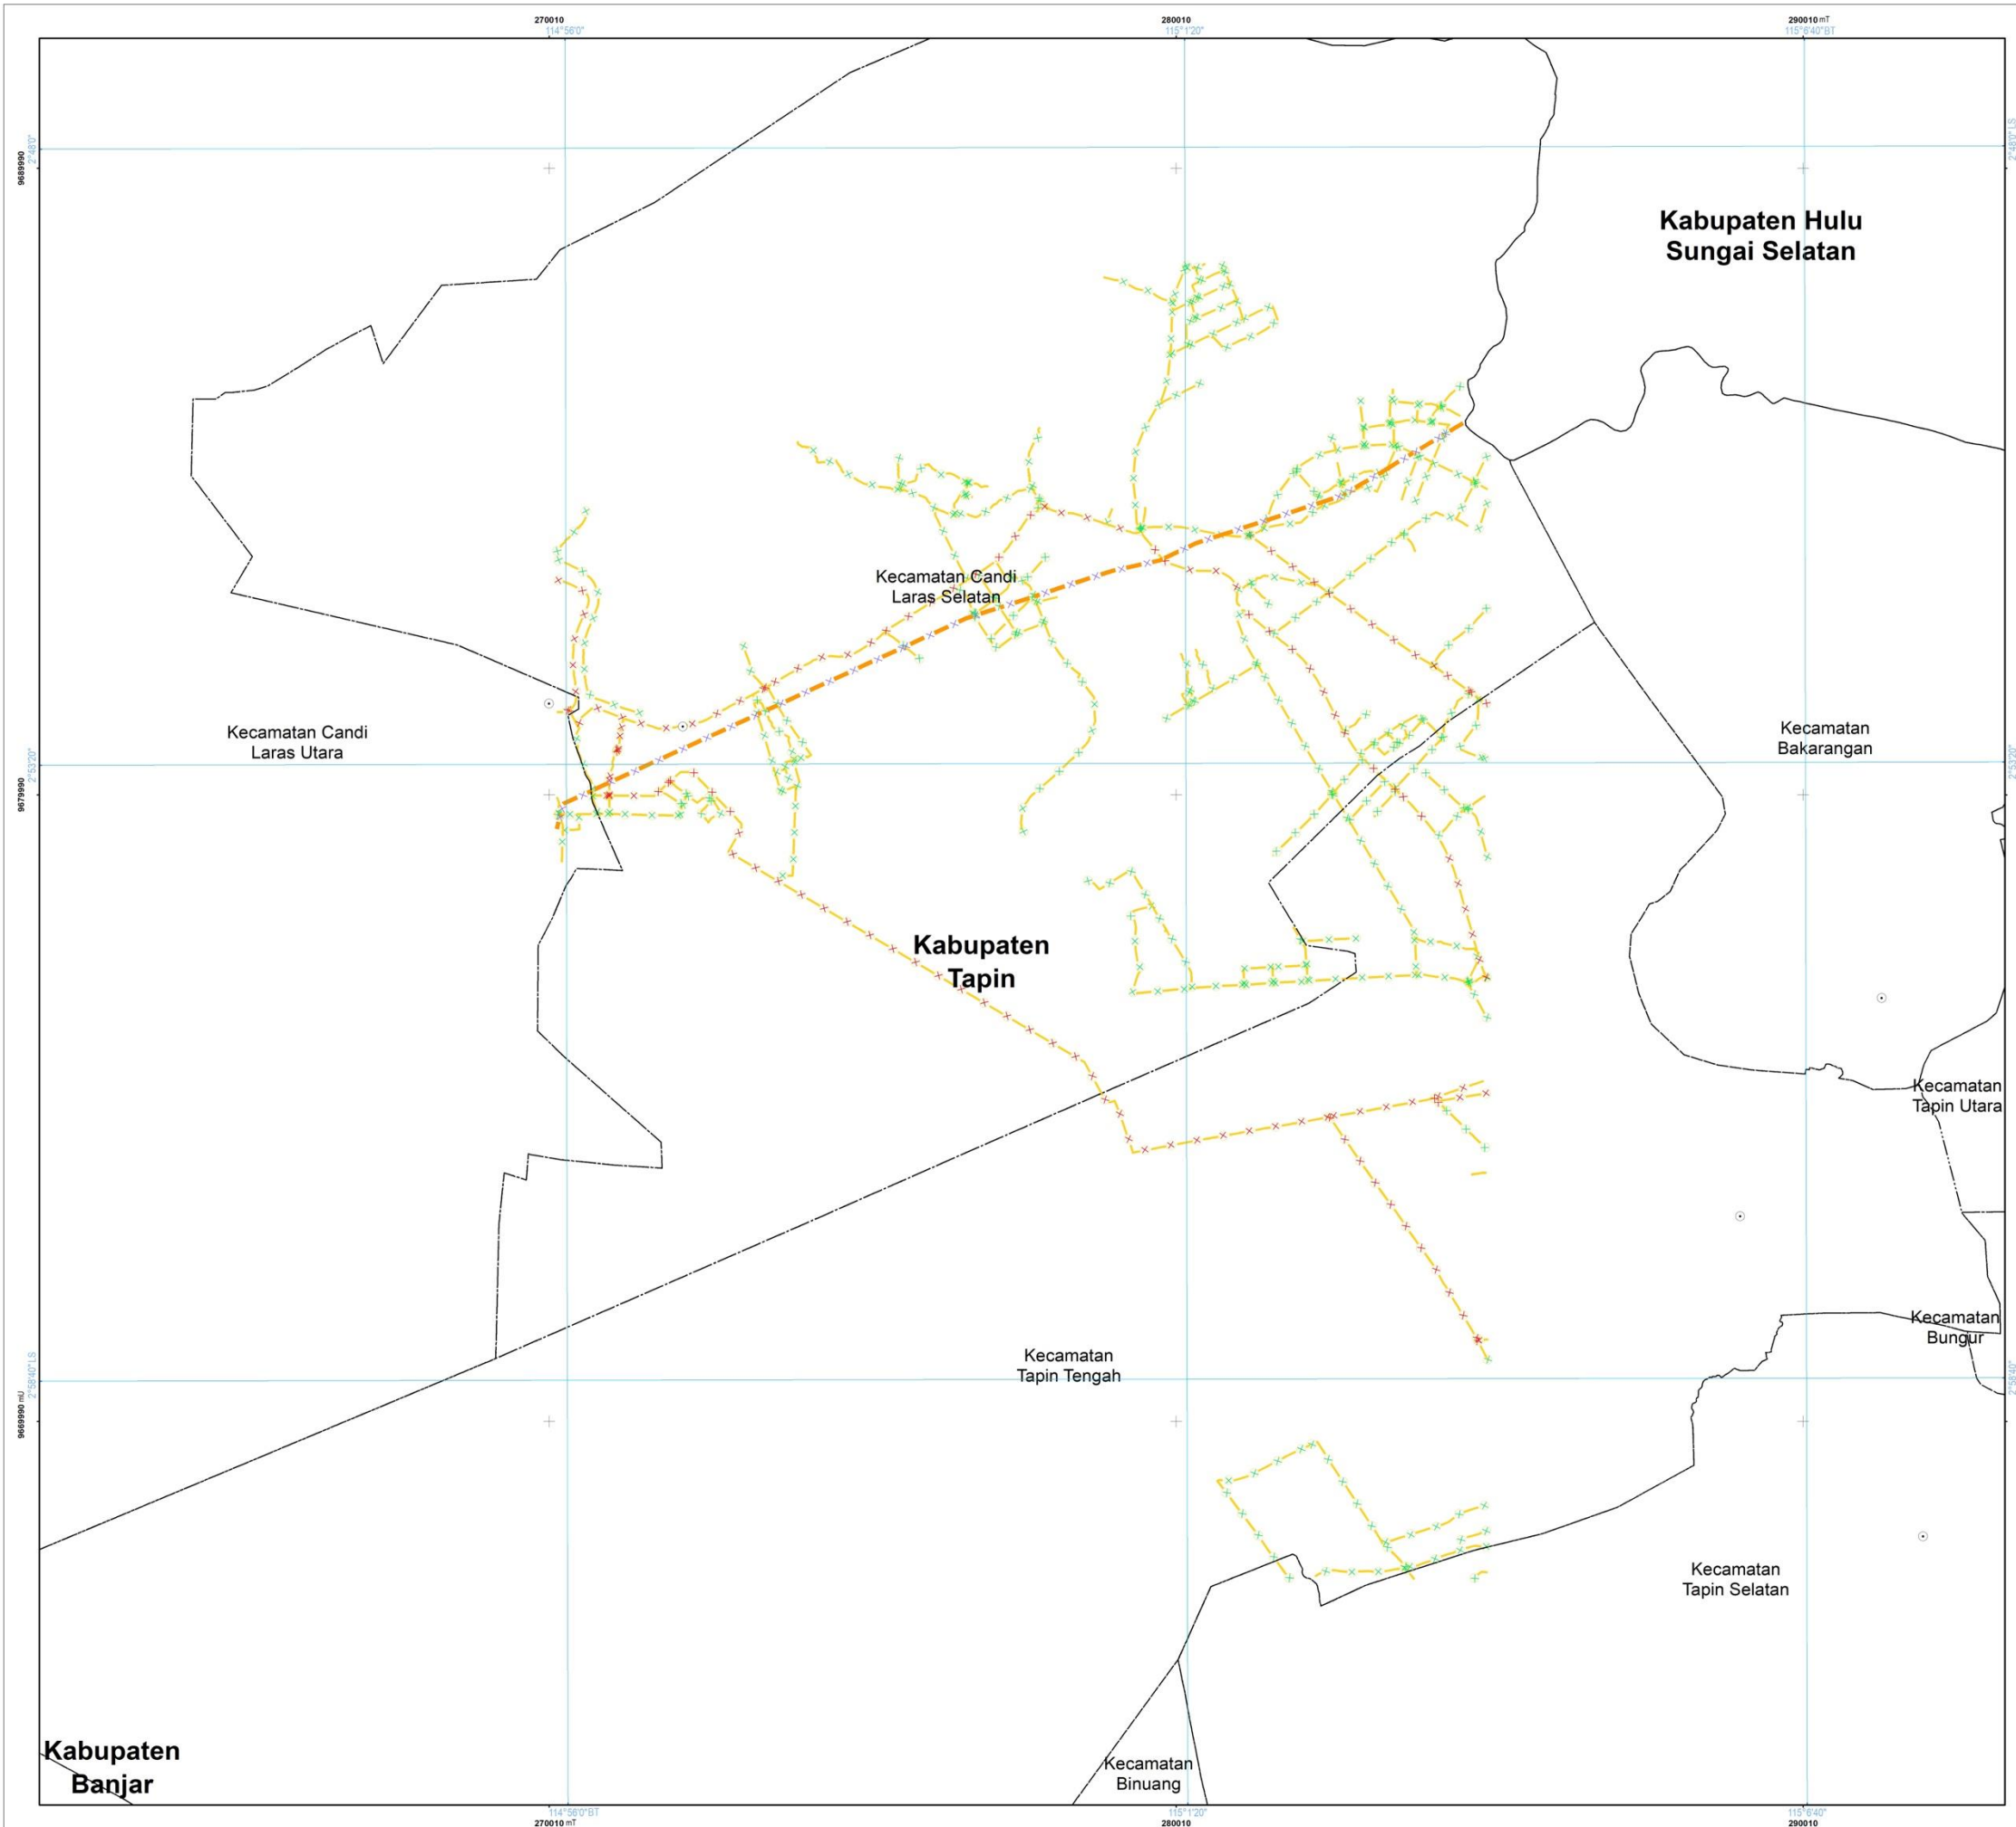 270010
280010
290010 mT
114°56'0"
115°1'20"
115°6'40"BT
2°48'0"
2°48'0" LS
9689990
Kabupaten Hulu
Sungai Selatan
Kecamatan Candi
Laras Selatan
Kecamatan Candi
Laras Utara
Kecamatan
Bakarangan
2°53'20"
2°53'20"
9679990
Kabupaten
Tapin
Kecamatan
Tapin Utara
Kecamatan
Bungur
Kecamatan
Tapin Tengah
2°58'40" LS
2°58'40"
9669990 mU
Kecamatan
Tapin Selatan
Kabupaten
Banjar
Kecamatan
Binuang
114°56'0"BT
115°1'20"
115°6'40"
270010 mT
280010
290010